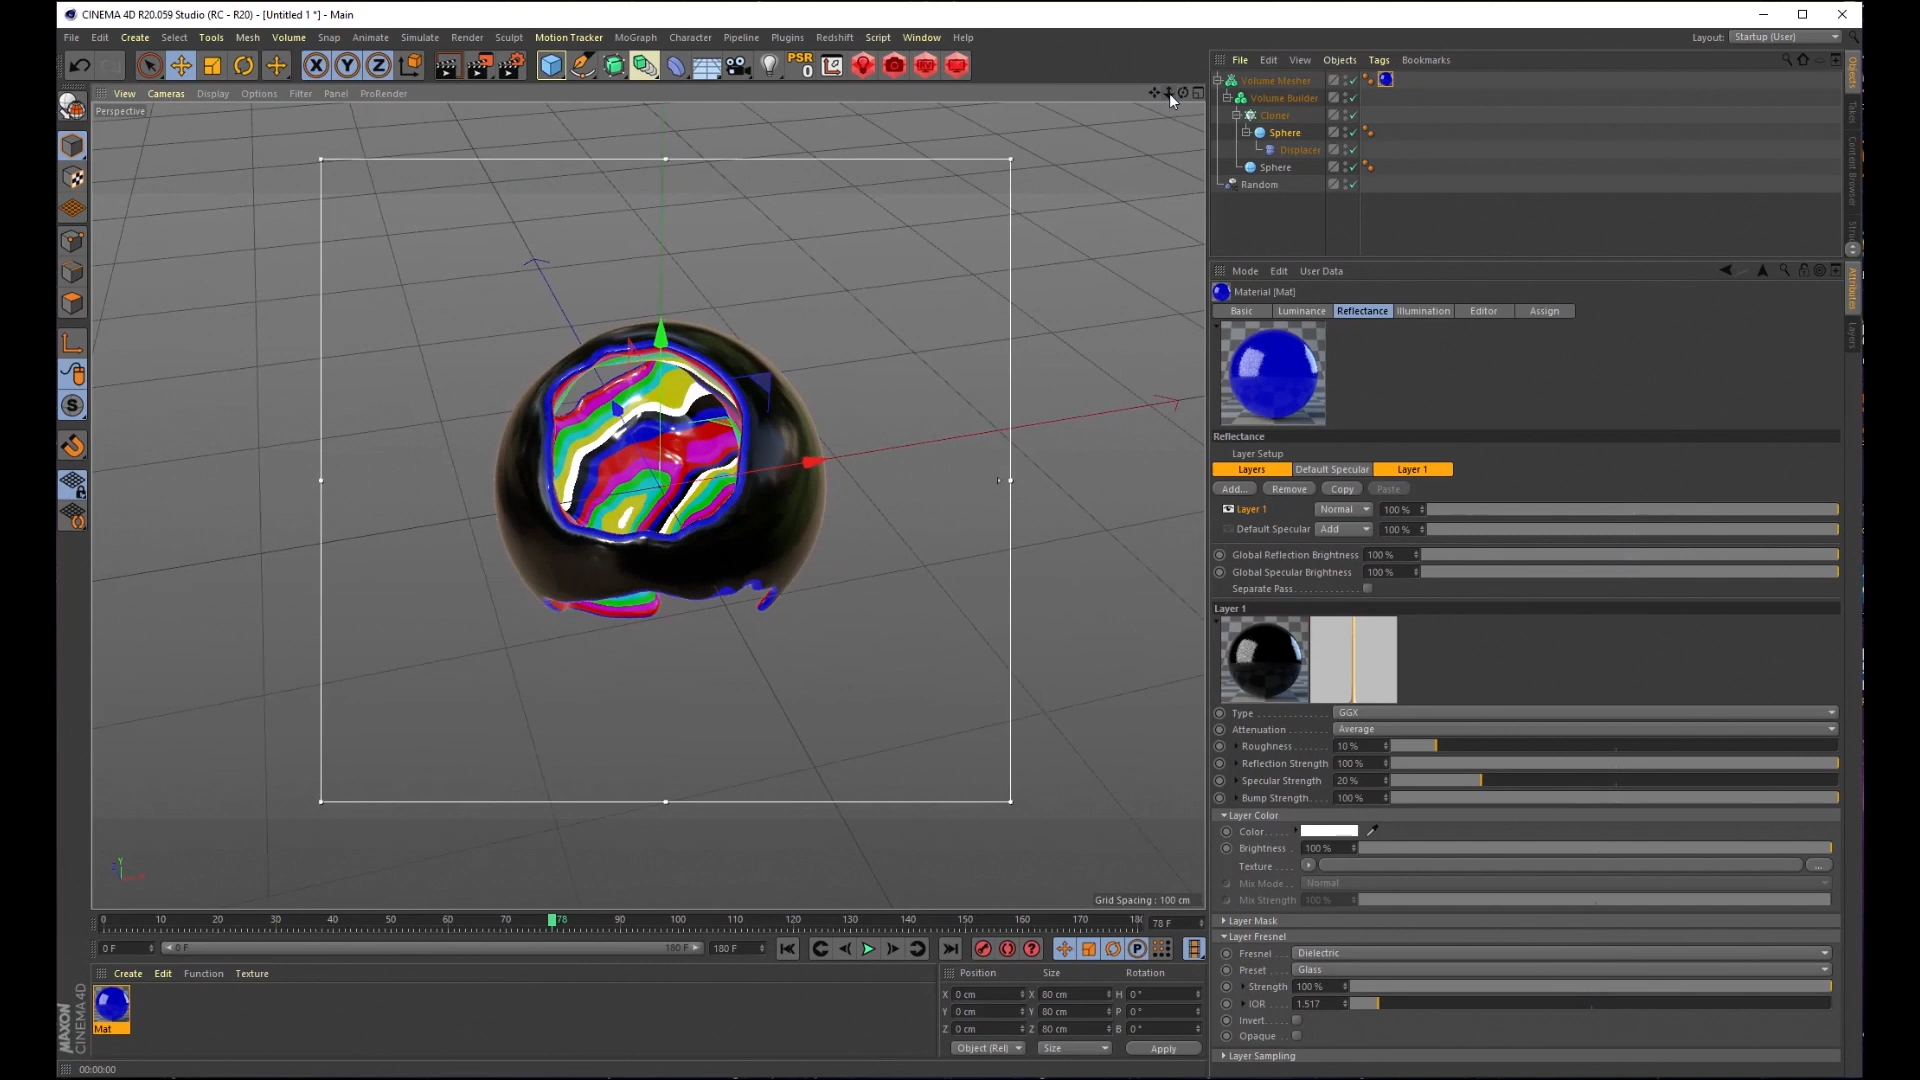 CINEMA 4D R20.059 Studio (RC - R20) - [Untitled 1 *] - Main
File Edit Create Select Tools Mesh Volume Snap Animate Simulate Render Sculpt Motion Tracker MoGraph Character Pipeline Plugins Redshift Script Window Help
Layout: Startup (User)
X Y Z PSR 0
View Cameras Display Options Filter Panel ProRender
Perspective
File Edit View Objects Tags Bookmarks
Volume Mesher
Volume Builder
Cloner
Sphere
Displacer
Sphere
Random
Objects
Takes
Content Browser
Attributes
Layers
Mode Edit User Data
Material [Mat]
Basic Luminance Reflectance Illumination Editor Assign
Reflectance
Layer Setup
Layers Default Specular Layer 1
Add... Remove Copy Paste
Layer 1 Normal 100 %
Default Specular Add 100 %
Global Reflection Brightness 100 %
Global Specular Brightness 100 %
Separate Pass
Layer 1
Type GGX
Attenuation Average
Roughness 10 %
Reflection Strength 100 %
Specular Strength 20 %
Bump Strength 100 %
Layer Color
Color
Brightness 100 %
Texture ...
Mix Mode Normal
Mix Strength 100 %
Layer Mask
Layer Fresnel
Fresnel Dielectric
Preset Glass
Strength 100 %
IOR 1.517
Invert
Opaque
Layer Sampling
Grid Spacing : 100 cm
0 10 20 30 40 50 60 70 78 90 100 110 120 130 140 150 160 170 78 F
0 F 0 F 180 F 180 F
Create Edit Function Texture
Mat
Position Size Rotation
X 0 cm X 80 cm H 0 °
Y 0 cm Y 80 cm P 0 °
Z 0 cm Z 80 cm B 0 °
Object (Rel) Size Apply
MAXON CINEMA 4D
00:00:00